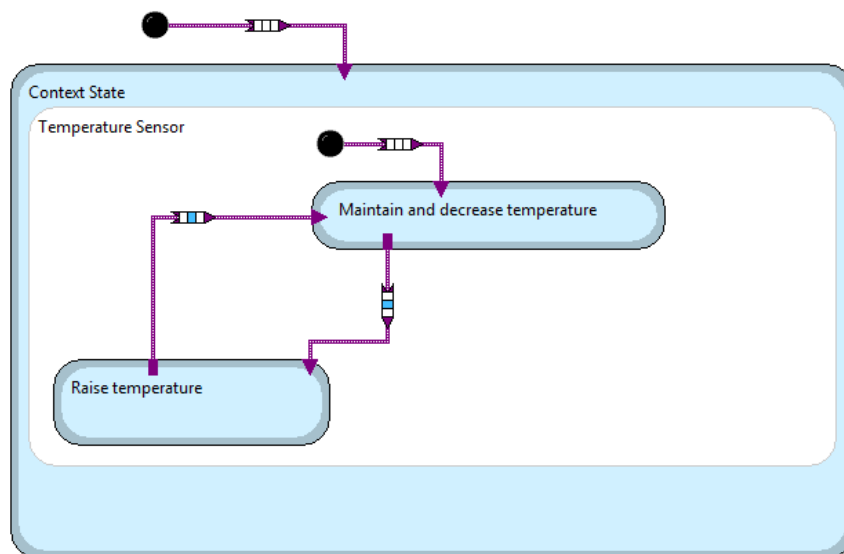 Context State
Temperature Sensor
Maintain and decrease temperature
Raise temperature